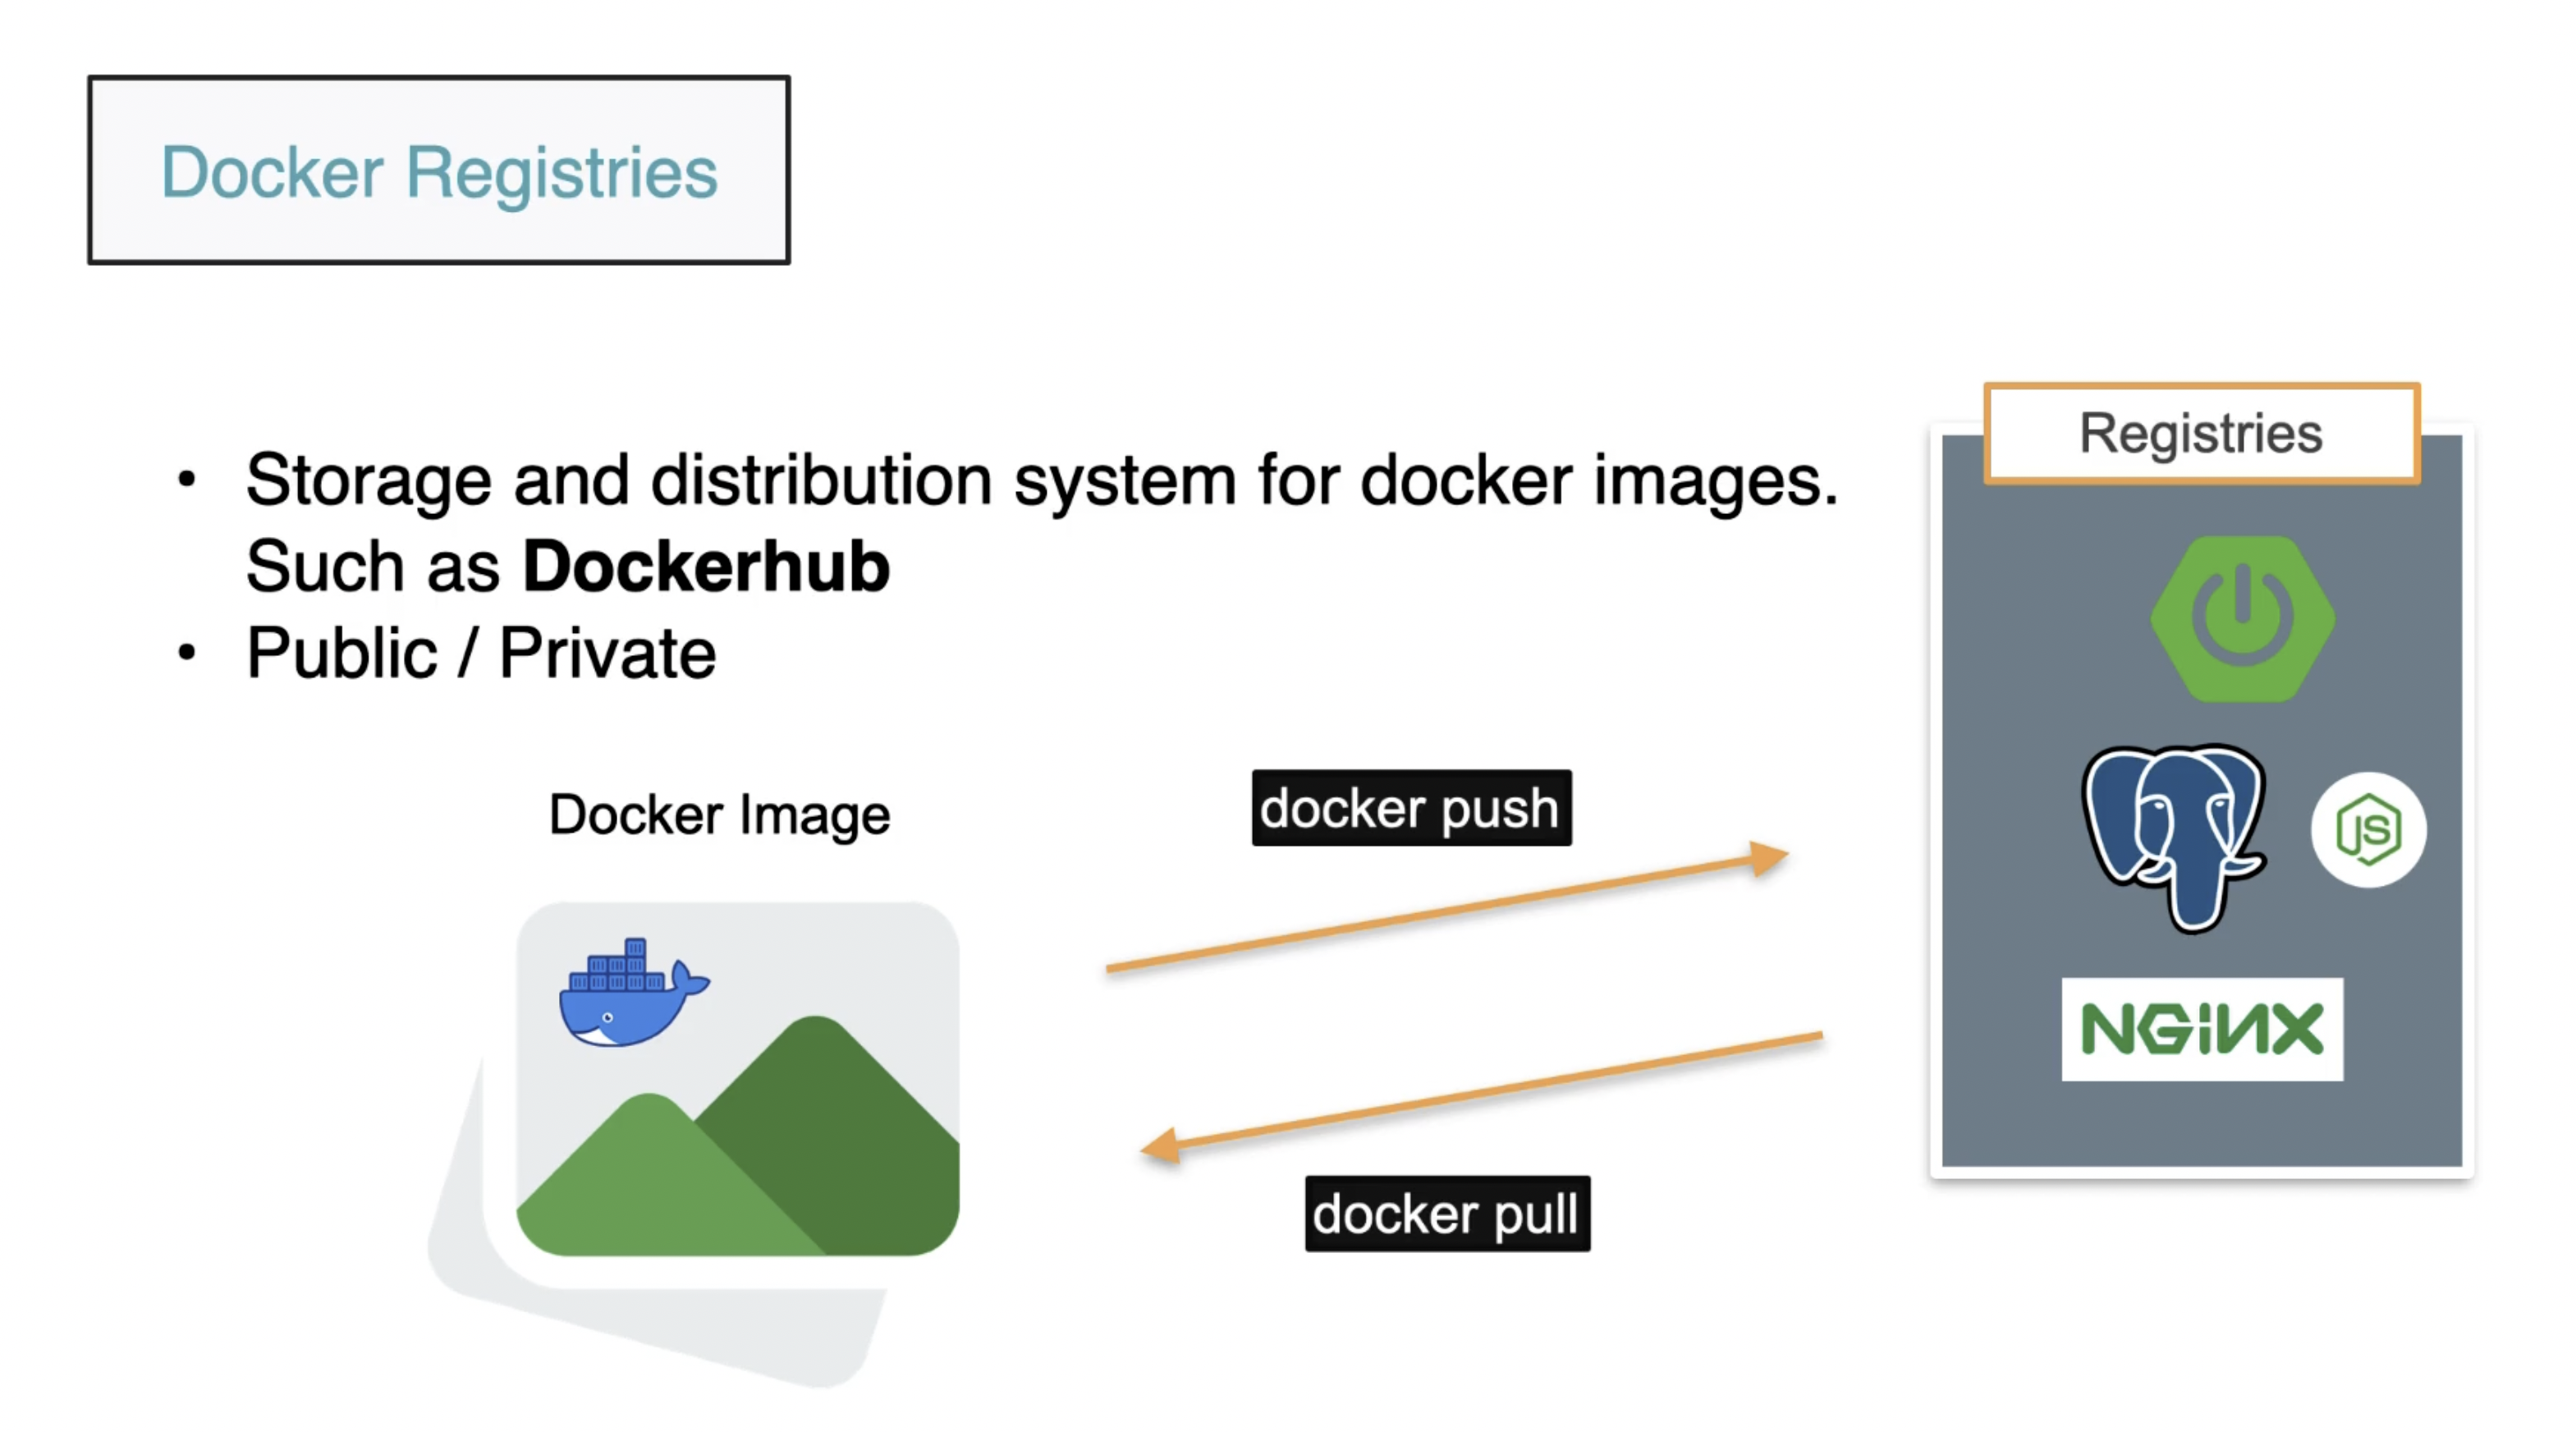 Docker Registries
• Storage and distribution system for docker images.
Such as Dockerhub
• Public / Private
Registries
Docker Image
docker push
JS
NGINX
docker pull